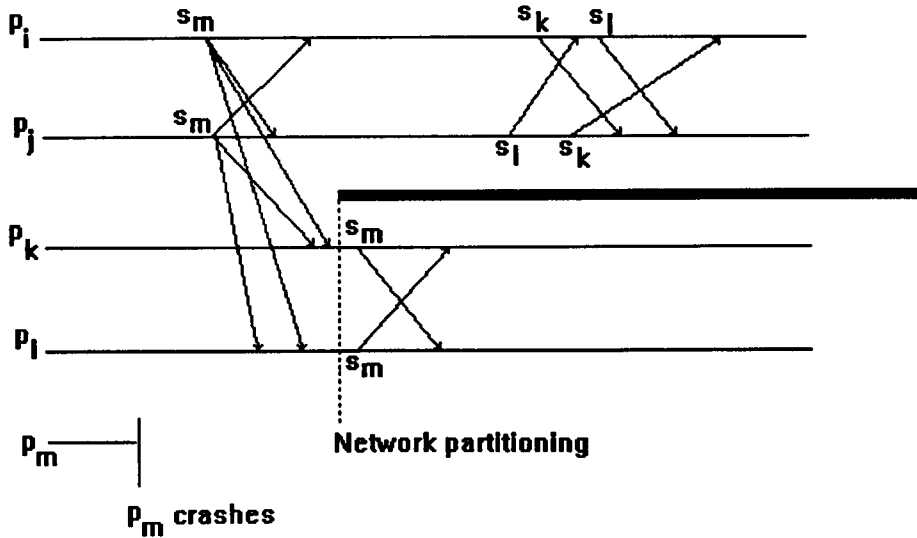 p_i s_m s_k s_l
p_j s_m s_l s_k
p_k s_m
p_l s_m
p_m Network partitioning
p_m crashes